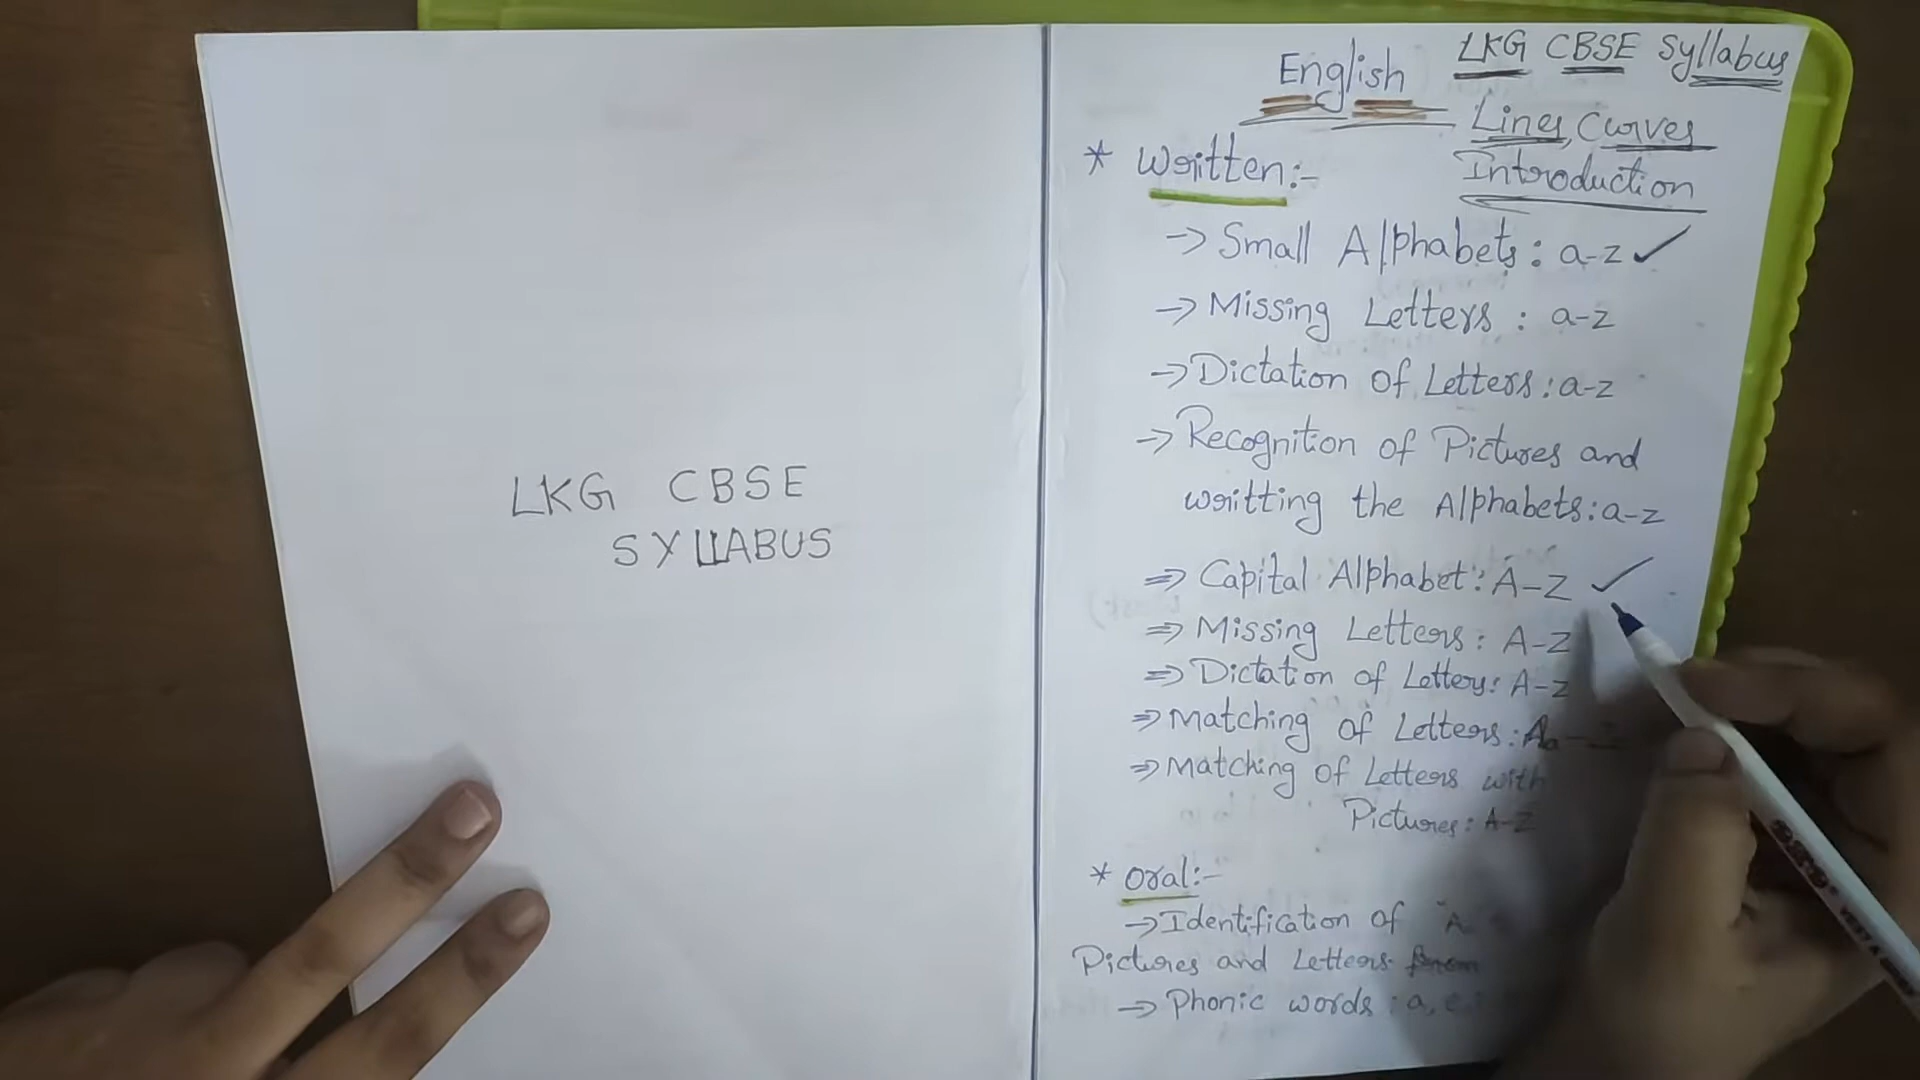 LKG CBSE
SYLLABUS
English
LKG CBSE Syllabus
Lines, Curves
Introduction
* Written:-
-> Small Alphabets: a-z ✓
-> Missing Letters: a-z
-> Dictation of Letters: a-z
-> Recognition of Pictures and
writting the Alphabets: a-z
=> Capital Alphabet: A-Z ✓
=> Missing Letters: A-Z
=> Dictation of Letters: A-Z
=> Matching of Letters: Aa-
=> Matching of Letters with
Pictures: A-Z
* Oral:-
-> Identification of
Pictures and Letters from
-> Phonic words: a, e